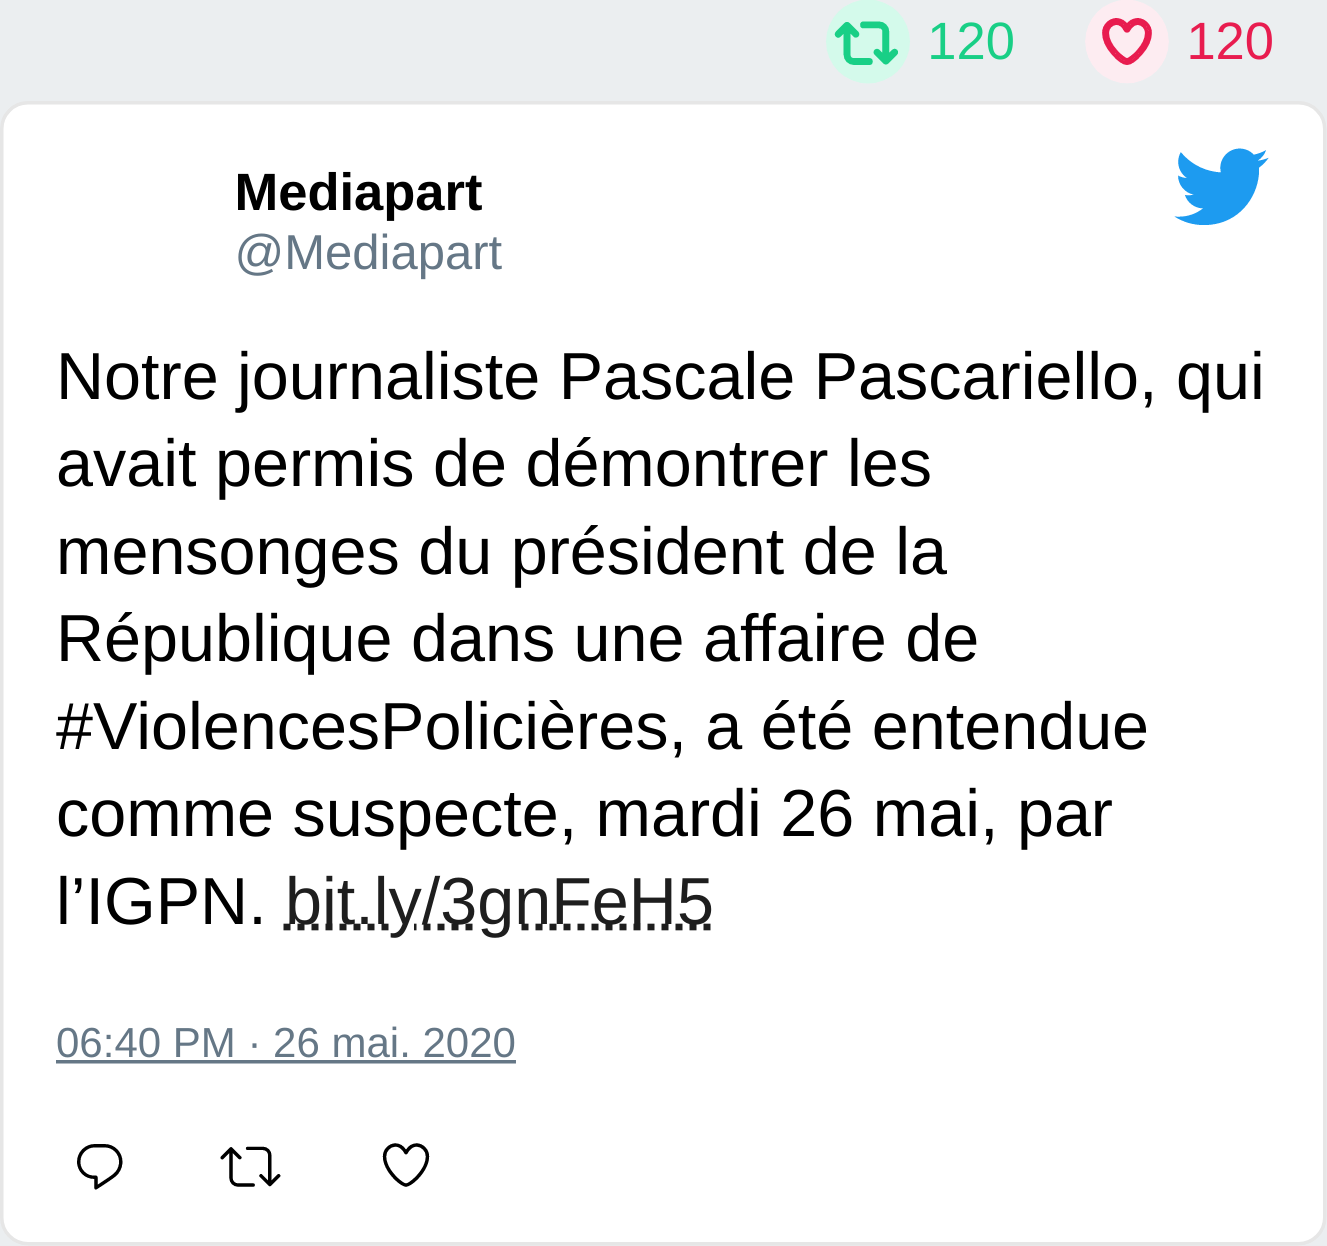 120 120
Mediapart
@Mediapart
Notre journaliste Pascale Pascariello, qui
avait permis de démontrer les
mensonges du président de la
République dans une affaire de
#ViolencesPolicières, a été entendue
comme suspecte, mardi 26 mai, par
l’IGPN. bit.ly/3gnFeH5
06:40 PM · 26 mai. 2020